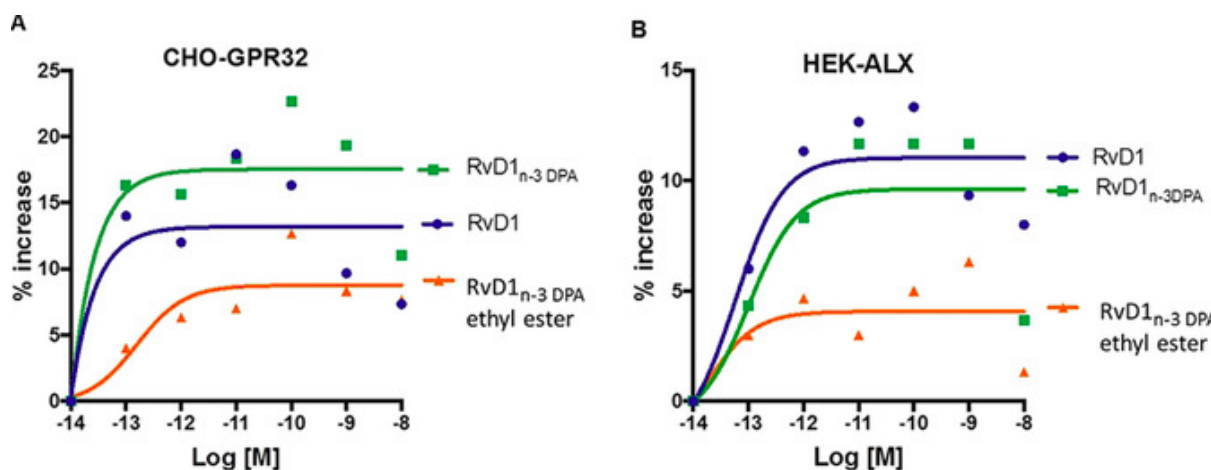 A
CHO-GPR32
% increase
25
20
15
10
5
0
-14 -13 -12 -11 -10 -9 -8
Log [M]
RvD1n-3 DPA
RvD1
RvD1n-3 DPA
ethyl ester
B
HEK-ALX
% increase
15
10
5
0
-14 -13 -12 -11 -10 -9 -8
Log [M]
RvD1
RvD1n-3DPA
RvD1n-3 DPA
ethyl ester